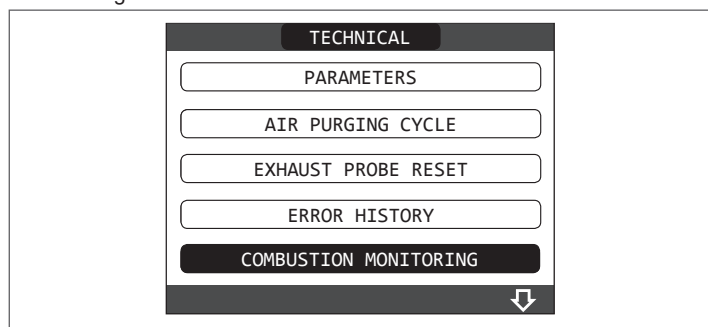 TECHNICAL
PARAMETERS
AIR PURGING CYCLE
EXHAUST PROBE RESET
ERROR HISTORY
COMBUSTION MONITORING